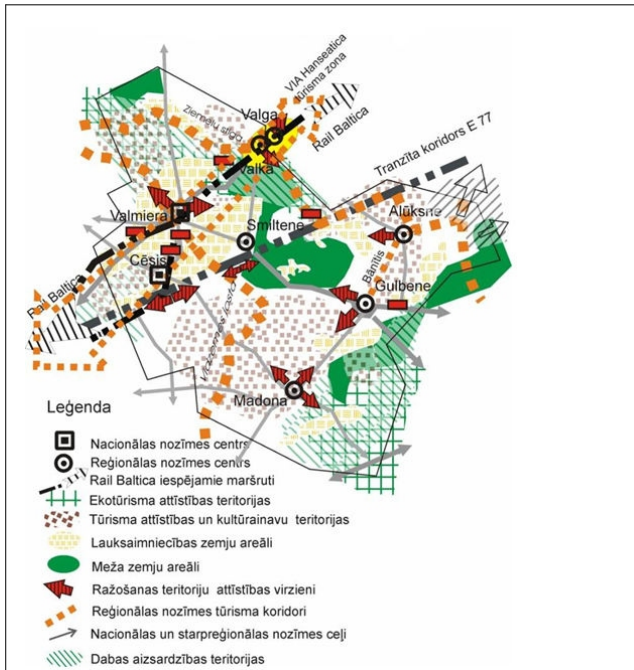 VIA Hanseatica
tūrisma zona
Valga
Rail Baltica
Ziemeļu stīga
Valka
Tranzīta koridors E 77
Valmiera
Smiltene
Alūksne
Cēsis
Bānītis
Gulbene
Rail Baltica
Madona
Leģenda
Nacionālas nozīmes centrs
Reģionālas nozīmes centrs
Rail Baltica iespējamie maršruti
Ekotūrisma attīstības teritorijas
Tūrisma attīstības un kultūrainavu teritorijas
Lauksaimniecības zemju areāli
Meža zemju areāli
Ražošanas teritoriju attīstības virzieni
Reģionālas nozīmes tūrisma koridori
Nacionālas un starpreģionālas nozīmes ceļi
Dabas aizsardzības teritorijas